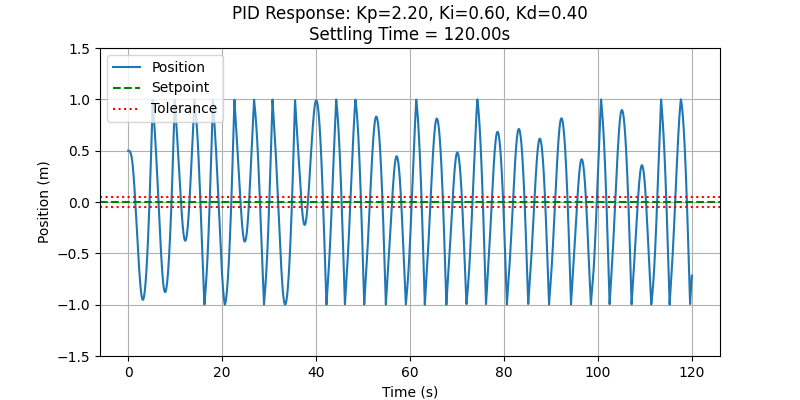 PID Response: Kp=2.20, Ki=0.60, Kd=0.40
Settling Time = 120.00s
Position
Setpoint
Tolerance
Position (m)
1.5
1.0
0.5
0.0
−0.5
−1.0
−1.5
0 20 40 60 80 100 120
Time (s)